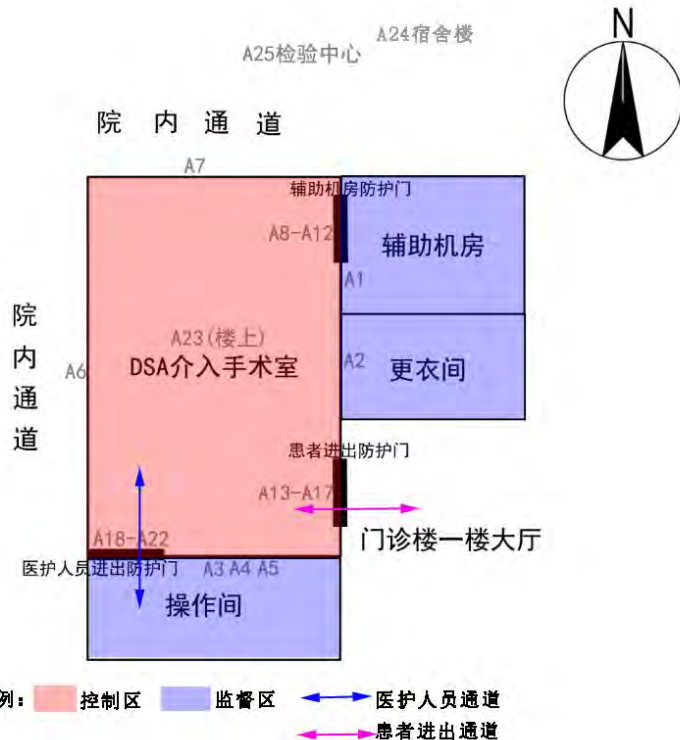 A24宿舍楼
A25检验中心
N
院 内 通 道
A7
辅助机房防护门
A8-A12
辅助机房
A1
院内通道
A23(楼上)
A6
DSA介入手术室
A2
更衣间
患者进出防护门
A13-A17
门诊楼一楼大厅
A18-A22
医护人员进出防护门
A3 A4 A5
操作间
例: 控制区 监督区 医护人员通道
患者进出通道